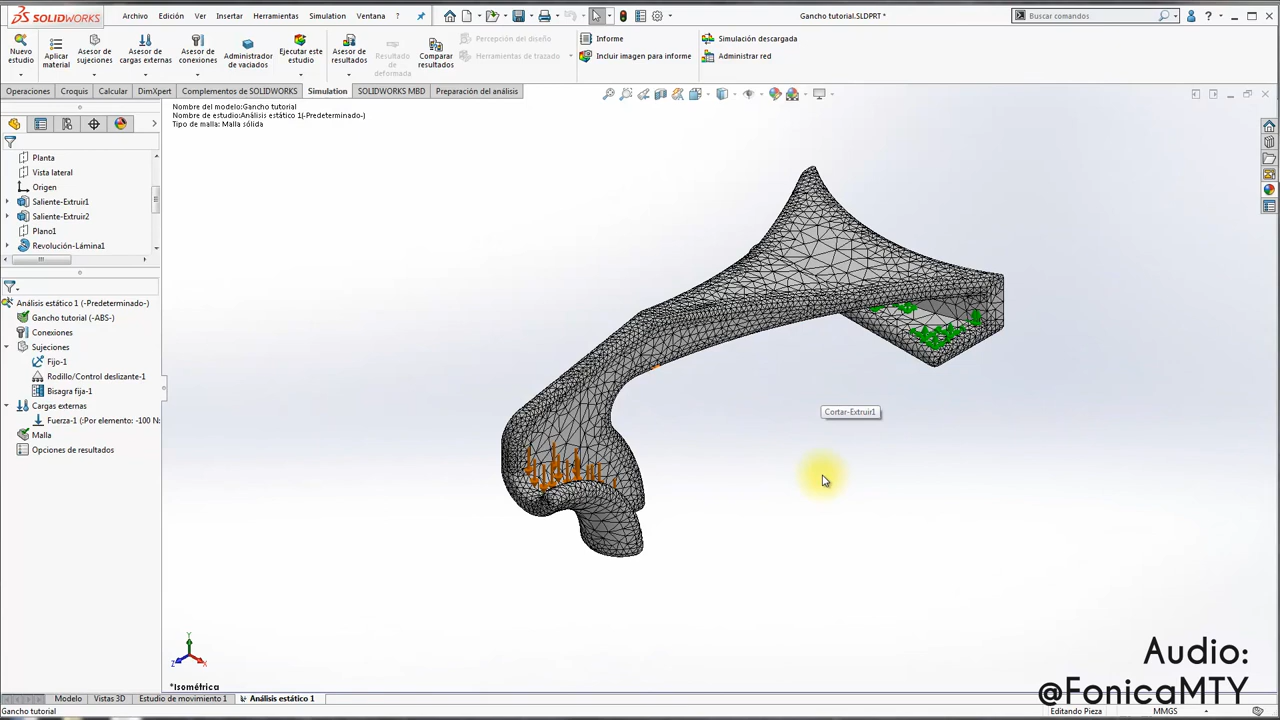 SOLIDWORKS
Archivo Edición Ver Insertar Herramientas Simulation Ventana ?
Gancho tutorial.SLDPRT *
Buscar comandos
Nuevo estudio
Aplicar material
Asesor de sujeciones
Asesor de cargas externas
Asesor de conexiones
Administrador de vaciados
Ejecutar este estudio
Asesor de resultados
Resultado de deformada
Comparar resultados
Percepción del diseño
Herramientas de trazado
Informe
Incluir imagen para informe
Simulación descargada
Administrar red
Operaciones Croquis Calcular DimXpert Complementos de SOLIDWORKS Simulation SOLIDWORKS MBD Preparación del análisis
Nombre del modelo:Gancho tutorial
Nombre de estudio:Análisis estático 1(-Predeterminado-)
Tipo de malla: Malla sólida
Planta
Vista lateral
Origen
Saliente-Extruir1
Saliente-Extruir2
Plano1
Revolución-Lámina1
Análisis estático 1 (-Predeterminado-)
Gancho tutorial (-ABS-)
Conexiones
Sujeciones
Fijo-1
Rodillo/Control deslizante-1
Bisagra fija-1
Cargas externas
Fuerza-1 (:Por elemento: -100 N:
Malla
Opciones de resultados
Cortar-Extruir1
Y
Z
X
*Isométrica
Audio:
@FonicaMTY
Modelo Vistas 3D Estudio de movimiento 1 Análisis estático 1
Gancho tutorial
Editando Pieza MMGS